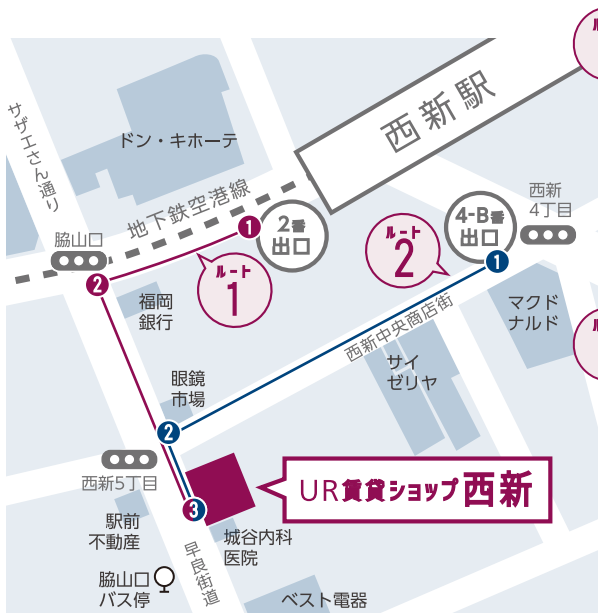 西新駅
ドン・キホーテ
サザエさん通り
地下鉄空港線
1
2番
出口
4-B番
出口
西新
4丁目
脇山口
ルート
1
ルート
2
1
2
福岡
銀行
マクド
ナルド
西新中央商店街
サイ
ゼリヤ
眼鏡
市場
2
西新5丁目
UR賃貸ショップ西新
3
駅前
不動産
城谷内科
医院
早良街道
脇山口
バス停
ベスト電器